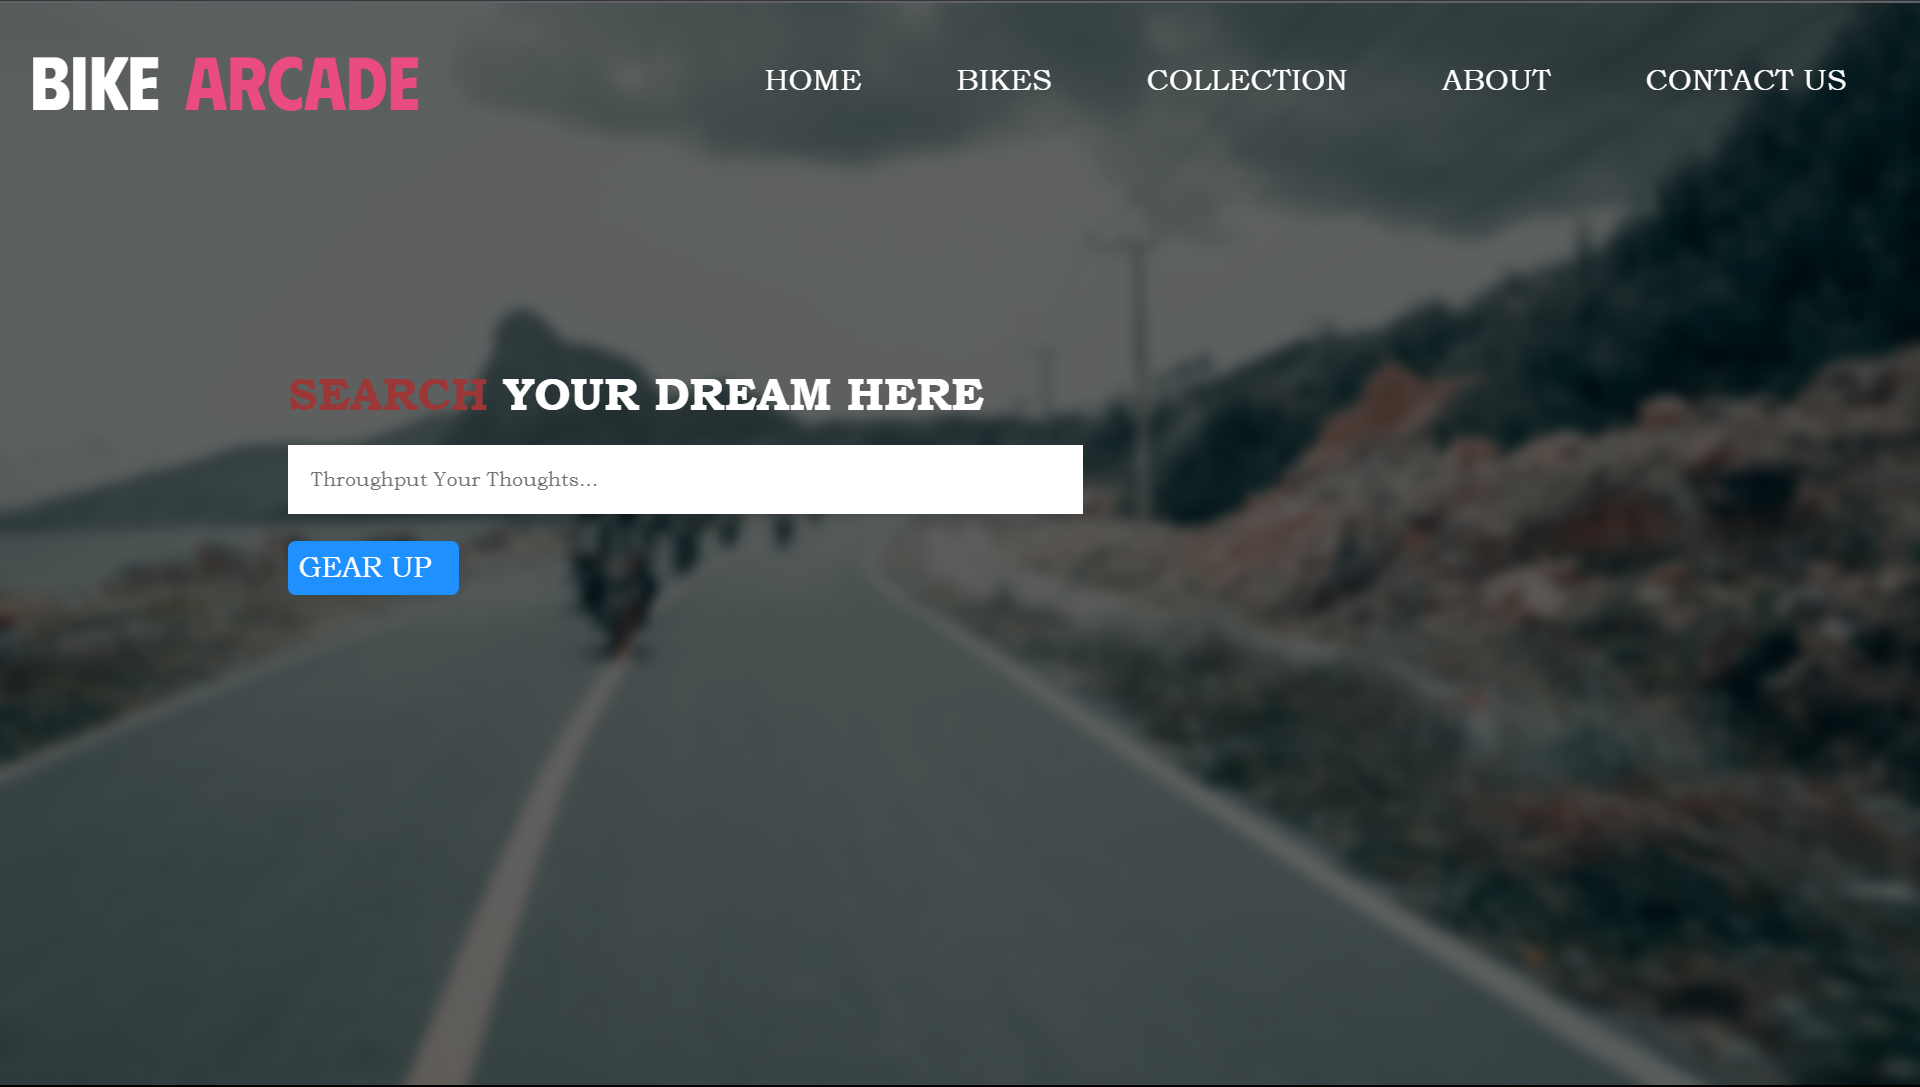 BIKE ARCADE
HOME BIKES COLLECTION ABOUT CONTACT US
SEARCH YOUR DREAM HERE
Throughput Your Thoughts...
GEAR UP